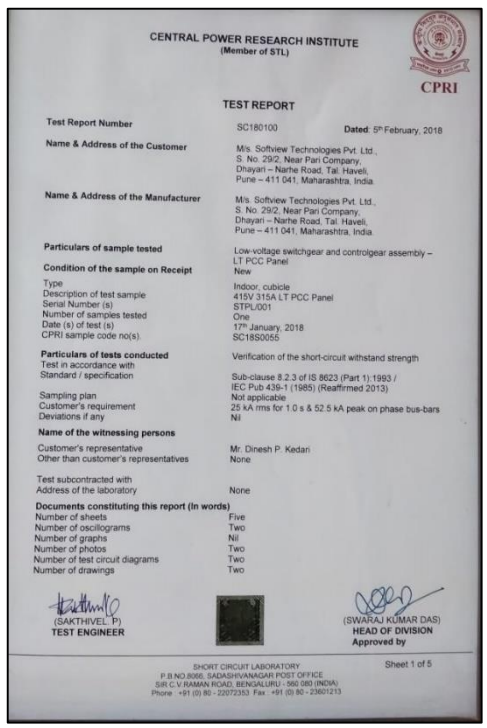 CENTRAL POWER RESEARCH INSTITUTE
(Member of STL)
CPRI
TEST REPORT
Test Report Number SC180100 Dated: 5th February, 2018
Name & Address of the Customer M/s. Softview Technologies Pvt. Ltd.,
S. No. 29/2, Near Pari Company,
Dhayari – Narhe Road, Tal. Haveli,
Pune – 411 041, Maharashtra, India.
Name & Address of the Manufacturer M/s. Softview Technologies Pvt. Ltd.,
S. No. 29/2, Near Pari Company,
Dhayari – Narhe Road, Tal. Haveli,
Pune – 411 041, Maharashtra, India.
Particulars of sample tested Low-voltage switchgear and controlgear assembly –
LT PCC Panel
Condition of the sample on Receipt New
Type Indoor, cubicle
Description of test sample 415V 315A LT PCC Panel
Serial Number (s) STPL/001
Number of samples tested One
Date (s) of test (s) 17th January, 2018
CPRI sample code no(s). SC18S0055
Particulars of tests conducted Verification of the short-circuit withstand strength
Test in accordance with
Standard / specification Sub-clause 8.2.3 of IS 8623 (Part 1):1993 /
IEC Pub 439-1 (1985) (Reaffirmed 2013)
Sampling plan Not applicable
Customer's requirement 25 kA rms for 1.0 s & 52.5 kA peak on phase bus-bars
Deviations if any Nil
Name of the witnessing persons
Customer's representative Mr. Dinesh P. Kedari
Other than customer's representatives None
Test subcontracted with
Address of the laboratory None
Documents constituting this report (In words)
Number of sheets Five
Number of oscillograms Two
Number of graphs Nil
Number of photos Two
Number of test circuit diagrams Two
Number of drawings Two
(SAKTHIVEL. P)
TEST ENGINEER
(SWARAJ KUMAR DAS)
HEAD OF DIVISION
Approved by
SHORT CIRCUIT LABORATORY
P.B.NO.8066, SADASHIVANAGAR POST OFFICE
SIR C.V.RAMAN ROAD, BENGALURU - 560 080 (INDIA)
Phone : +91 (0) 80 - 22072353 Fax : +91 (0) 80 - 23601213
Sheet 1 of 5